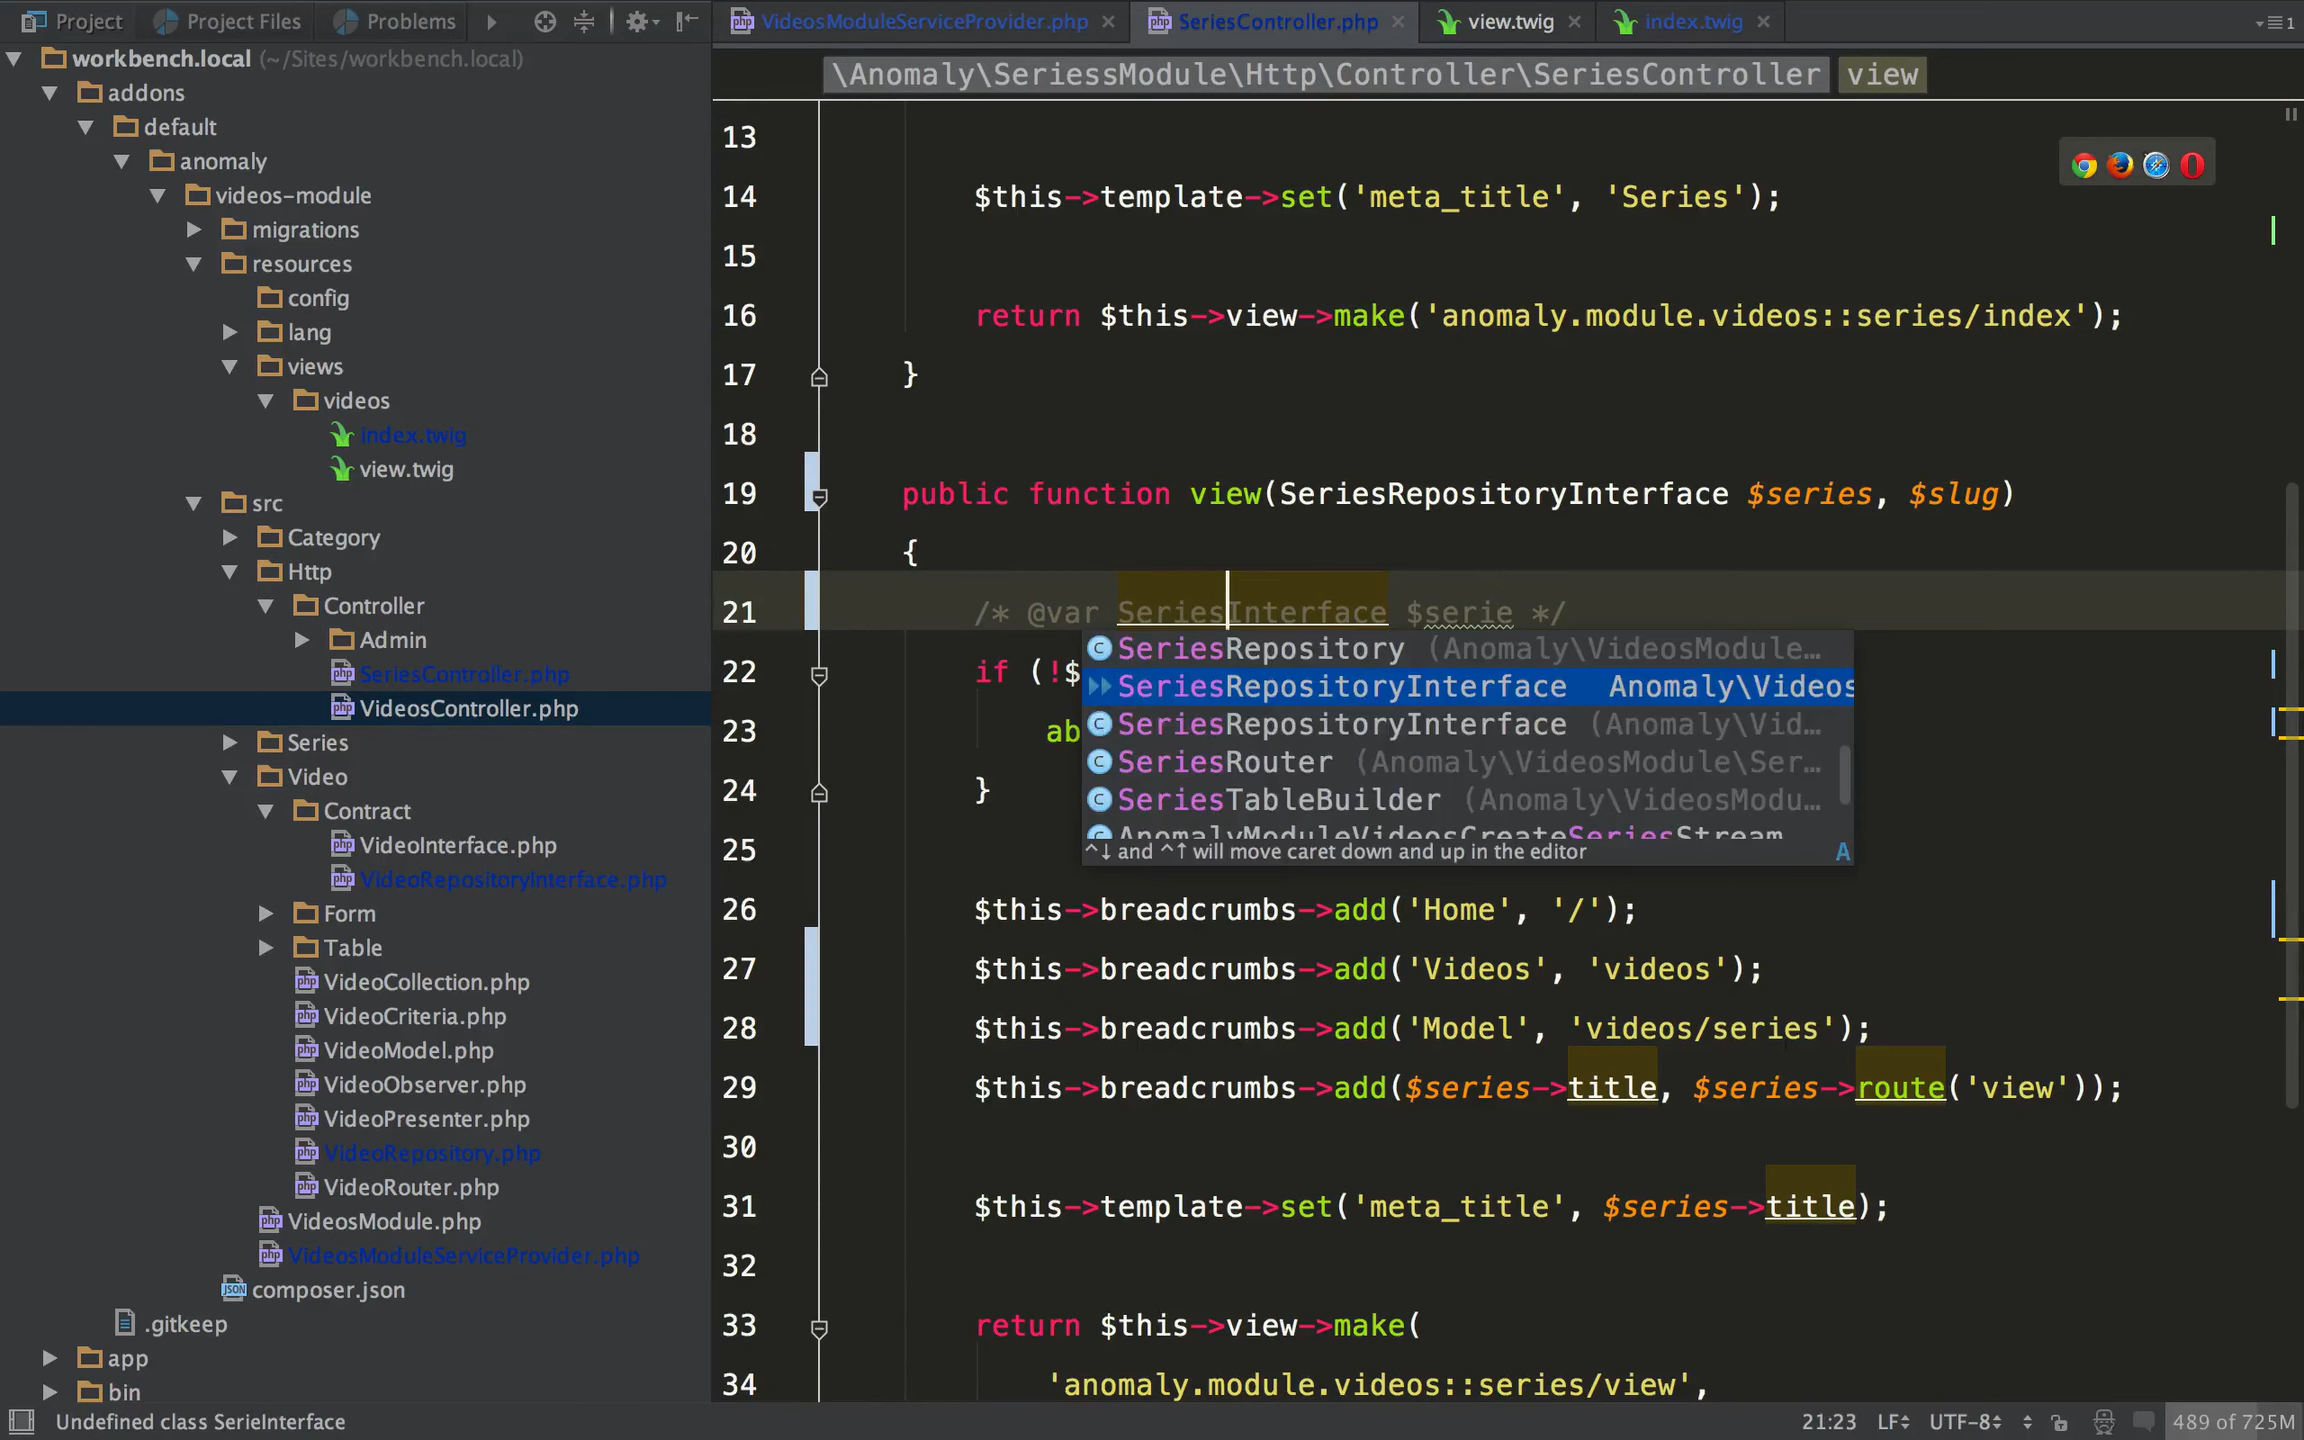 Project Project Files Problems
VideosModuleServiceProvider.php SeriesController.php view.twig index.twig 1
workbench.local (~/Sites/workbench.local)
addons
default
anomaly
videos-module
migrations
resources
config
lang
views
videos
index.twig
view.twig
src
Category
Http
Controller
Admin
SeriesController.php
VideosController.php
Series
Video
Contract
VideoInterface.php
VideoRepositoryInterface.php
Form
Table
VideoCollection.php
VideoCriteria.php
VideoModel.php
VideoObserver.php
VideoPresenter.php
VideoRepository.php
VideoRouter.php
VideosModule.php
VideosModuleServiceProvider.php
composer.json
.gitkeep
app
bin
\Anomaly\SeriessModule\Http\Controller\SeriesController view
13
14 $this->template->set('meta_title', 'Series');
15
16 return $this->view->make('anomaly.module.videos::series/index');
17 }
18
19 public function view(SeriesRepositoryInterface $series, $slug)
20 {
21 /* @var SeriesInterface $serie */
22 if (!$
23 ab
24 }
25
SeriesRepository (Anomaly\VideosModule…
SeriesRepositoryInterface Anomaly\Videos
SeriesRepositoryInterface (Anomaly\Vid…
SeriesRouter (Anomaly\VideosModule\Ser…
SeriesTableBuilder (Anomaly\VideosModu…
AnomalyModuleVideosCreateSeriesStream
^↓ and ^↑ will move caret down and up in the editor
26 $this->breadcrumbs->add('Home', '/');
27 $this->breadcrumbs->add('Videos', 'videos');
28 $this->breadcrumbs->add('Model', 'videos/series');
29 $this->breadcrumbs->add($series->title, $series->route('view'));
30
31 $this->template->set('meta_title', $series->title);
32
33 return $this->view->make(
34 'anomaly.module.videos::series/view',
Undefined class SerieInterface 21:23 LF UTF-8 489 of 725M